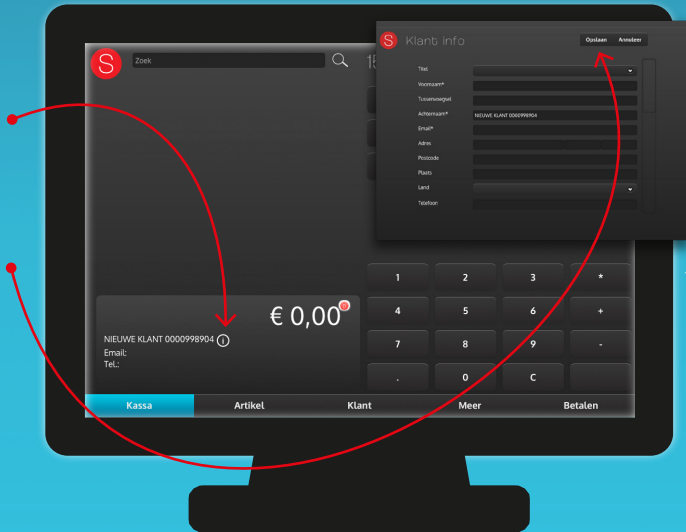 S
Zoek
15
S
Klant info
Opslaan
Annuleer
Titel
Voornaam*
Tussenvoegsel
Achternaam*
NIEUWE KLANT 0000998904
Email*
Adres
Postcode
Plaats
Land
Telefoon
€ 0,00
NIEUWE KLANT 0000998904 i
Email:
Tel.:
1 2 3 *
4 5 6 +
7 8 9 -
. 0 C
Kassa Artikel Klant Meer Betalen